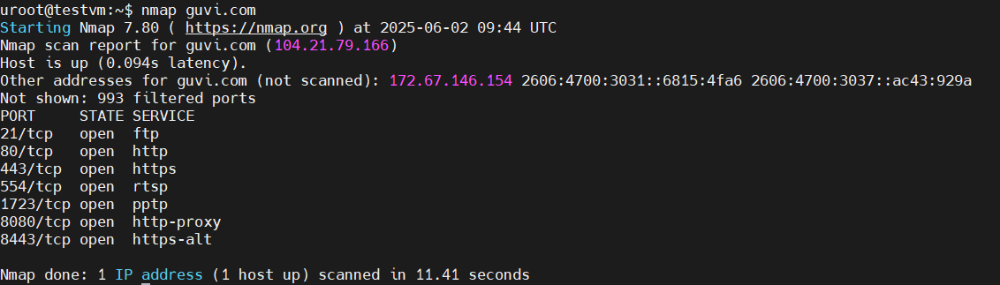 uroot@testvm:~$ nmap guvi.com
Starting Nmap 7.80 ( https://nmap.org ) at 2025-06-02 09:44 UTC
Nmap scan report for guvi.com (104.21.79.166)
Host is up (0.094s latency).
Other addresses for guvi.com (not scanned): 172.67.146.154 2606:4700:3031::6815:4fa6 2606:4700:3037::ac43:929a
Not shown: 993 filtered ports
PORT     STATE SERVICE
21/tcp   open  ftp
80/tcp   open  http
443/tcp  open  https
554/tcp  open  rtsp
1723/tcp open  pptp
8080/tcp open  http-proxy
8443/tcp open  https-alt
Nmap done: 1 IP address (1 host up) scanned in 11.41 seconds